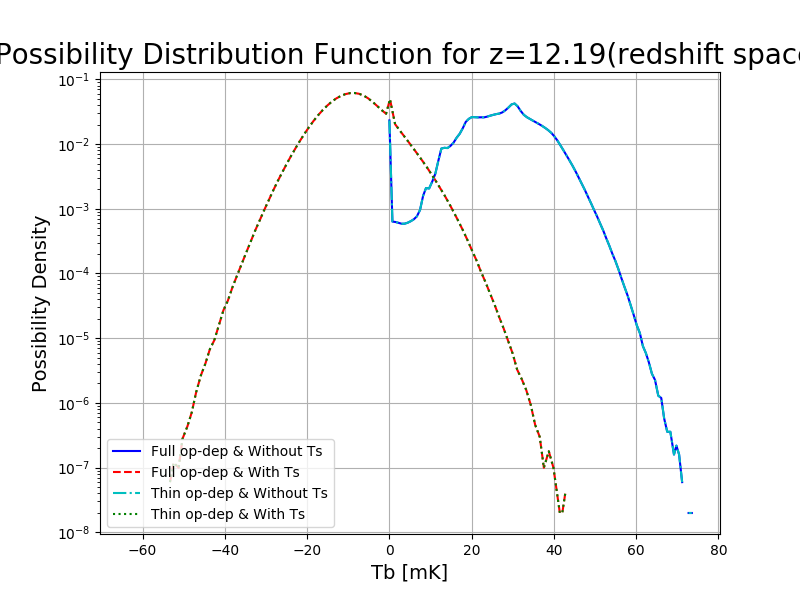 Possibility Distribution Function for z=12.19(redshift space
Possibility Density
10⁻¹
10⁻²
10⁻³
10⁻⁴
10⁻⁵
10⁻⁶
10⁻⁷
10⁻⁸
Full op-dep & Without Ts
Full op-dep & With Ts
Thin op-dep & Without Ts
Thin op-dep & With Ts
−60 −40 −20 0 20 40 60 80
Tb [mK]